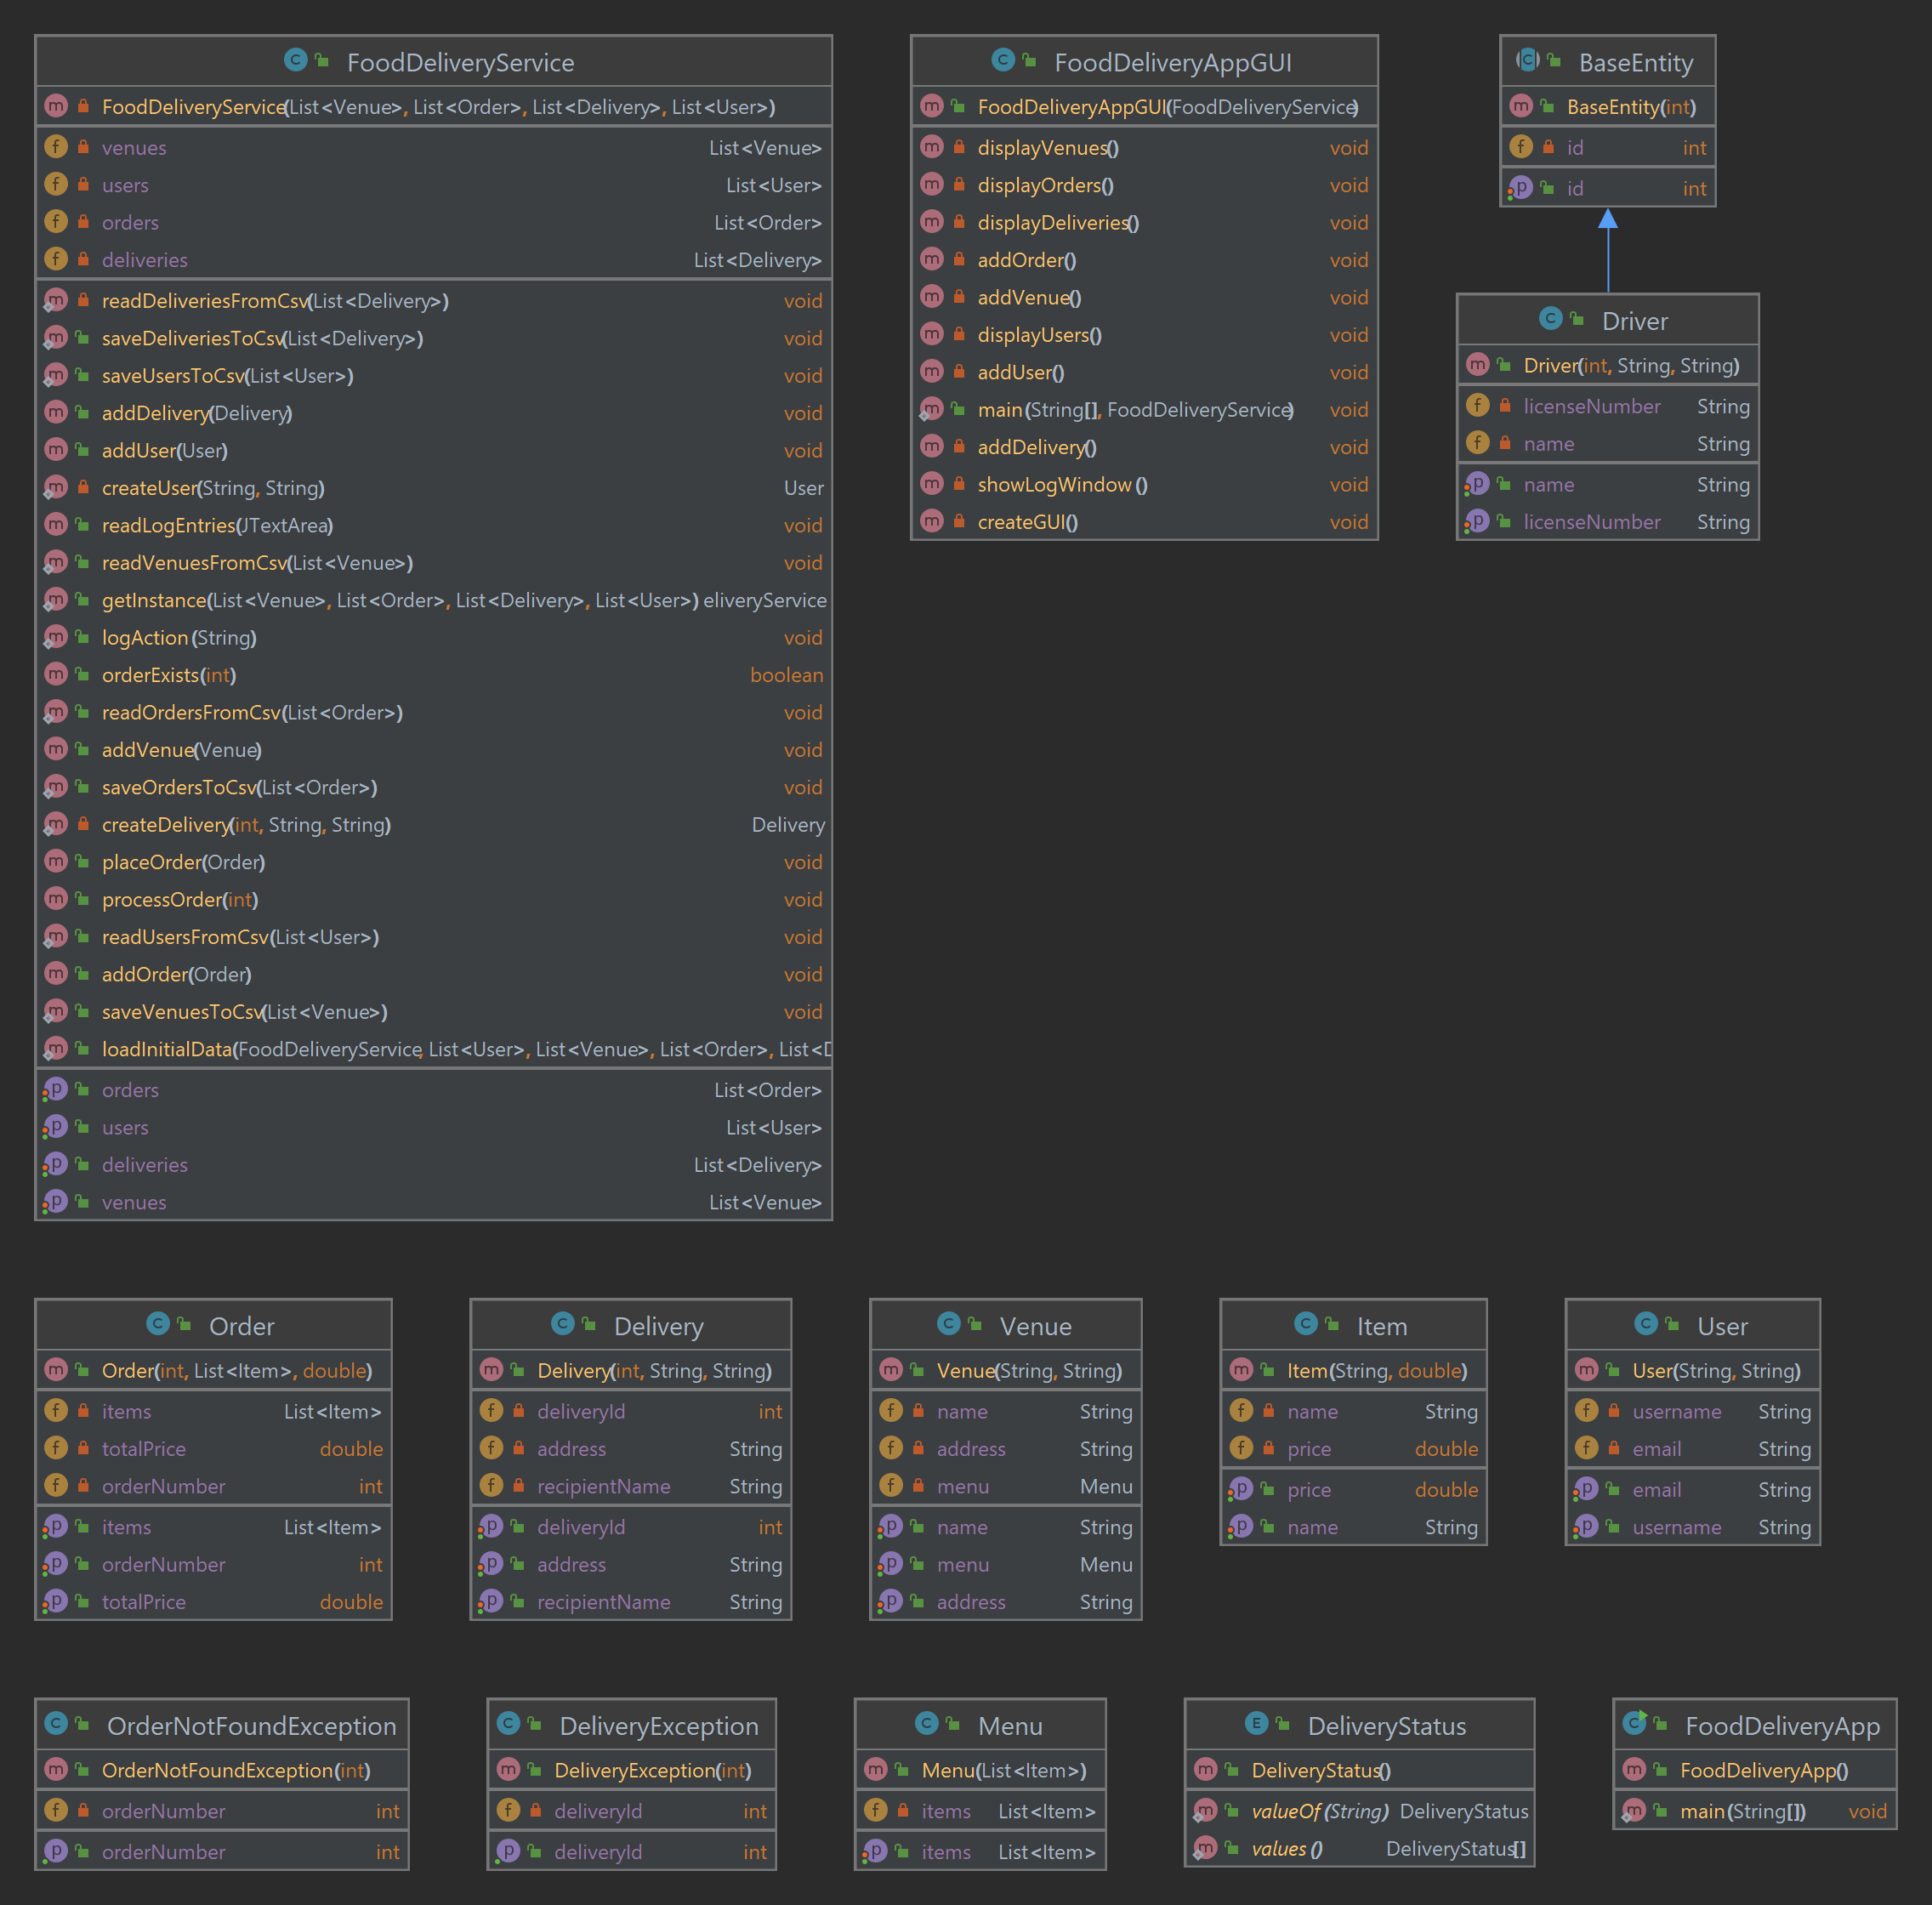 FoodDeliveryService
FoodDeliveryService(List<Venue>, List<Order>, List<Delivery>, List<User>)
venues List<Venue>
users List<User>
orders List<Order>
deliveries List<Delivery>
readDeliveriesFromCsv(List<Delivery>) void
saveDeliveriesToCsv(List<Delivery>) void
saveUsersToCsv(List<User>) void
addDelivery(Delivery) void
addUser(User) void
createUser(String, String) User
readLogEntries(JTextArea) void
readVenuesFromCsv(List<Venue>) void
getInstance(List<Venue>, List<Order>, List<Delivery>, List<User>) eliveryService
logAction(String) void
orderExists(int) boolean
readOrdersFromCsv(List<Order>) void
addVenue(Venue) void
saveOrdersToCsv(List<Order>) void
createDelivery(int, String, String) Delivery
placeOrder(Order) void
processOrder(int) void
readUsersFromCsv(List<User>) void
addOrder(Order) void
saveVenuesToCsv(List<Venue>) void
loadInitialData(FoodDeliveryService, List<User>, List<Venue>, List<Order>, List<D
orders List<Order>
users List<User>
deliveries List<Delivery>
venues List<Venue>
FoodDeliveryAppGUI
FoodDeliveryAppGUI(FoodDeliveryService)
displayVenues() void
displayOrders() void
displayDeliveries() void
addOrder() void
addVenue() void
displayUsers() void
addUser() void
main(String[], FoodDeliveryService) void
addDelivery() void
showLogWindow() void
createGUI() void
BaseEntity
BaseEntity(int)
id int
id int
Driver
Driver(int, String, String)
licenseNumber String
name String
name String
licenseNumber String
Order
Order(int, List<Item>, double)
items List<Item>
totalPrice double
orderNumber int
items List<Item>
orderNumber int
totalPrice double
Delivery
Delivery(int, String, String)
deliveryId int
address String
recipientName String
deliveryId int
address String
recipientName String
Venue
Venue(String, String)
name String
address String
menu Menu
name String
menu Menu
address String
Item
Item(String, double)
name String
price double
price double
name String
User
User(String, String)
username String
email String
email String
username String
OrderNotFoundException
OrderNotFoundException(int)
orderNumber int
orderNumber int
DeliveryException
DeliveryException(int)
deliveryId int
deliveryId int
Menu
Menu(List<Item>)
items List<Item>
items List<Item>
DeliveryStatus
DeliveryStatus()
valueOf(String) DeliveryStatus
values() DeliveryStatus[]
FoodDeliveryApp
FoodDeliveryApp()
main(String[]) void